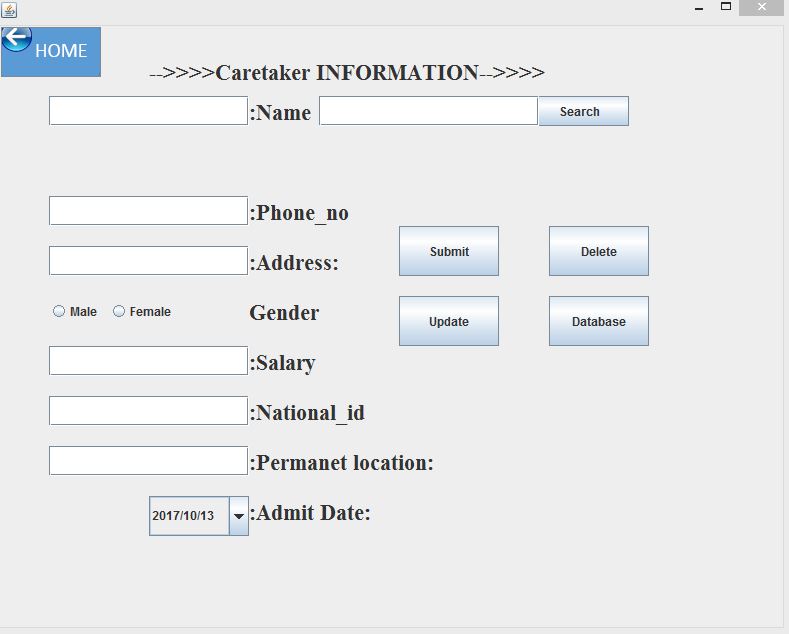 HOME
-->>>>Caretaker INFORMATION-->>>>
:Name Search
:Phone_no
:Address:
Submit Delete
Male Female Gender
Update Database
:Salary
:National_id
:Permanet location:
2017/10/13 :Admit Date: